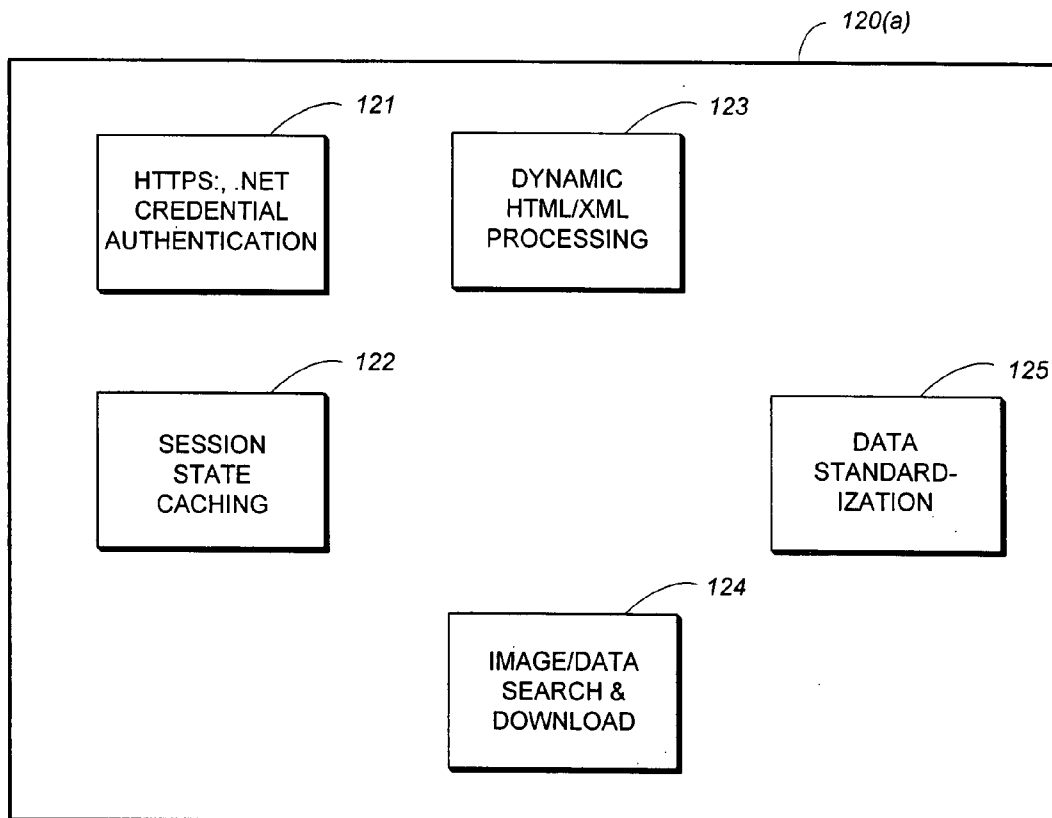 120(a)
121
HTTPS:, .NET
CREDENTIAL
AUTHENTICATION
123
DYNAMIC
HTML/XML
PROCESSING
122
SESSION
STATE
CACHING
125
DATA
STANDARD-
IZATION
124
IMAGE/DATA
SEARCH &
DOWNLOAD